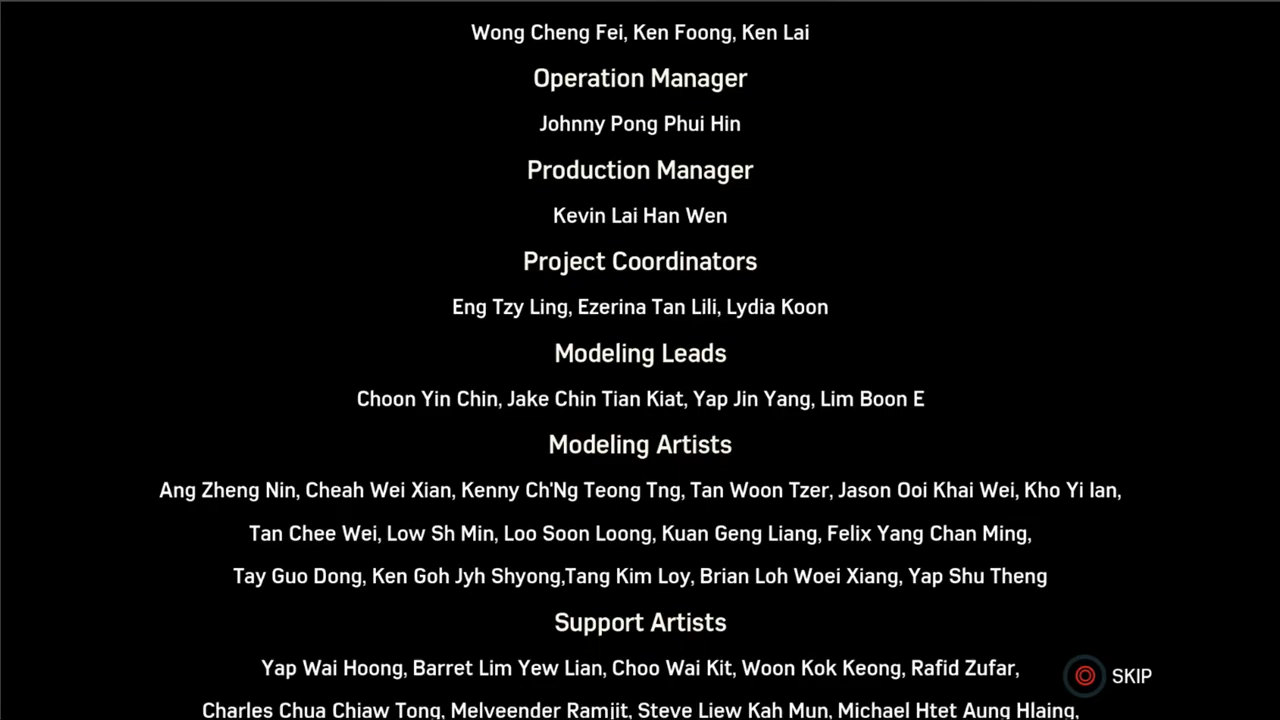 Wong Cheng Fei, Ken Foong, Ken Lai
Operation Manager
Johnny Pong Phui Hin
Production Manager
Kevin Lai Han Wen
Project Coordinators
Eng Tzy Ling, Ezerina Tan Lili, Lydia Koon
Modeling Leads
Choon Yin Chin, Jake Chin Tian Kiat, Yap Jin Yang, Lim Boon E
Modeling Artists
Ang Zheng Nin, Cheah Wei Xian, Kenny Ch'Ng Teong Tng, Tan Woon Tzer, Jason Ooi Khai Wei, Kho Yi Ian,
Tan Chee Wei, Low Sh Min, Loo Soon Loong, Kuan Geng Liang, Felix Yang Chan Ming,
Tay Guo Dong, Ken Goh Jyh Shyong,Tang Kim Loy, Brian Loh Woei Xiang, Yap Shu Theng
Support Artists
Yap Wai Hoong, Barret Lim Yew Lian, Choo Wai Kit, Woon Kok Keong, Rafid Zufar,
SKIP
Charles Chua Chiaw Tong, Melveender Ramjit, Steve Liew Kah Mun, Michael Htet Aung Hlaing,